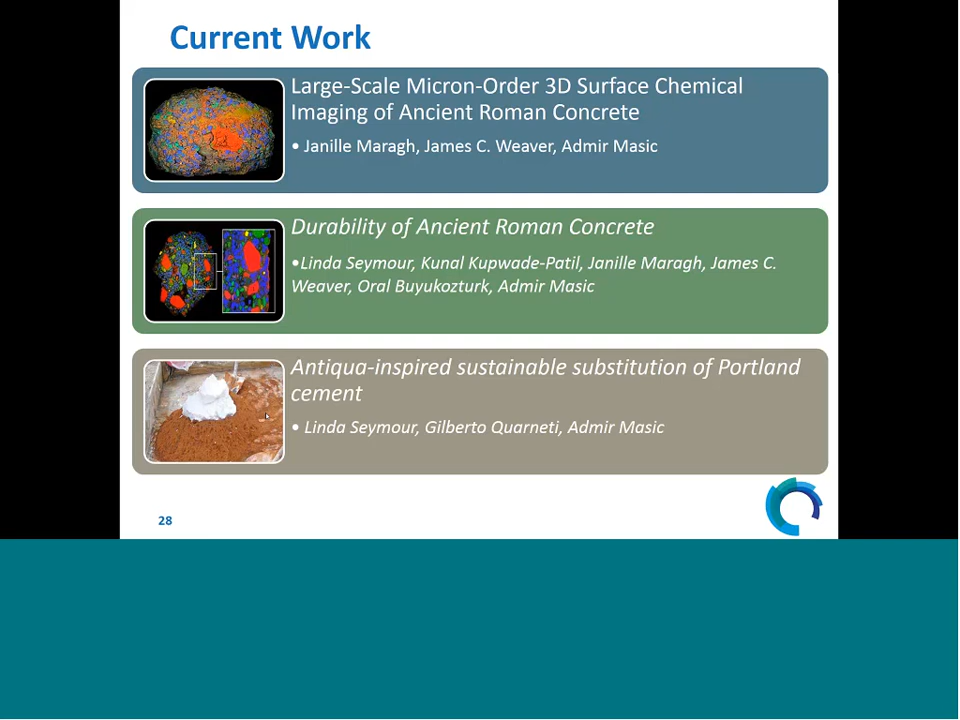 Current Work
Large-Scale Micron-Order 3D Surface Chemical
Imaging of Ancient Roman Concrete
• Janille Maragh, James C. Weaver, Admir Masic
Durability of Ancient Roman Concrete
•Linda Seymour, Kunal Kupwade-Patil, Janille Maragh, James C.
Weaver, Oral Buyukozturk, Admir Masic
Antiqua-inspired sustainable substitution of Portland
cement
• Linda Seymour, Gilberto Quarneti, Admir Masic
28